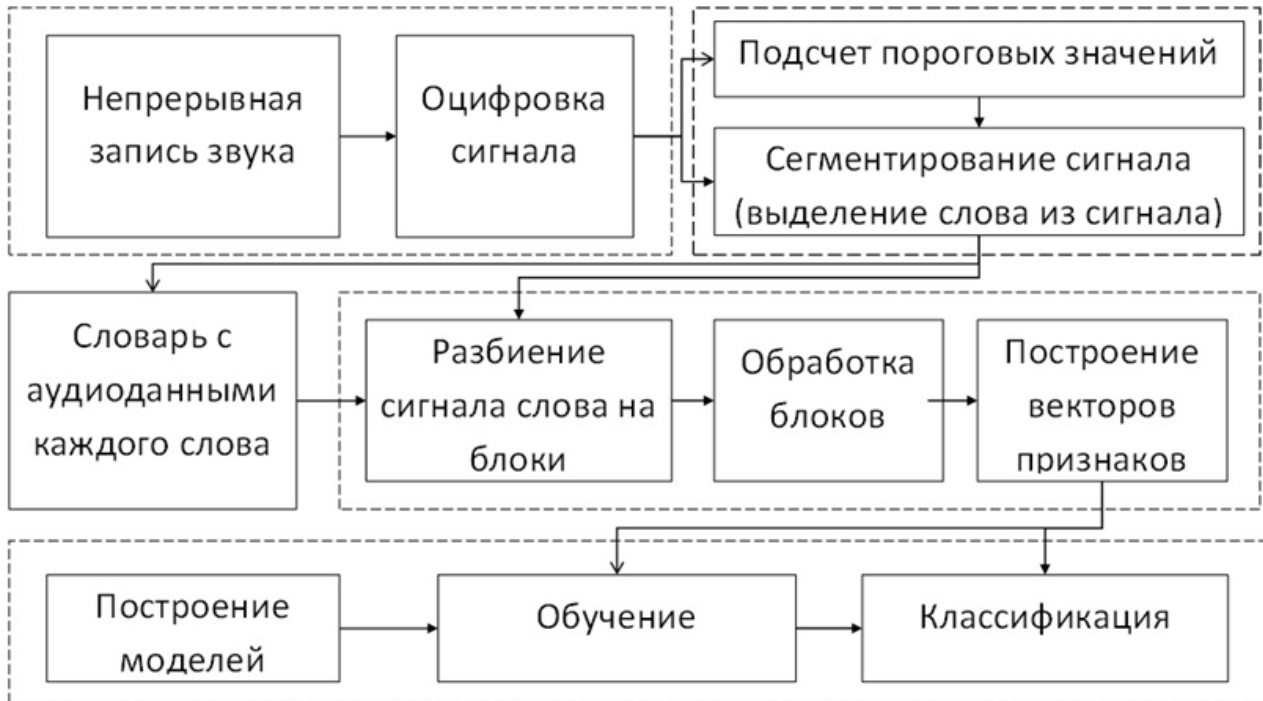 Непрерывная
запись звука
Оцифровка
сигнала
Подсчет пороговых значений
Сегментирование сигнала
(выделение слова из сигнала)
Словарь с
аудиоданными
каждого слова
Разбиение
сигнала слова на
блоки
Обработка
блоков
Построение
векторов
признаков
Построение
моделей
Обучение
Классификация